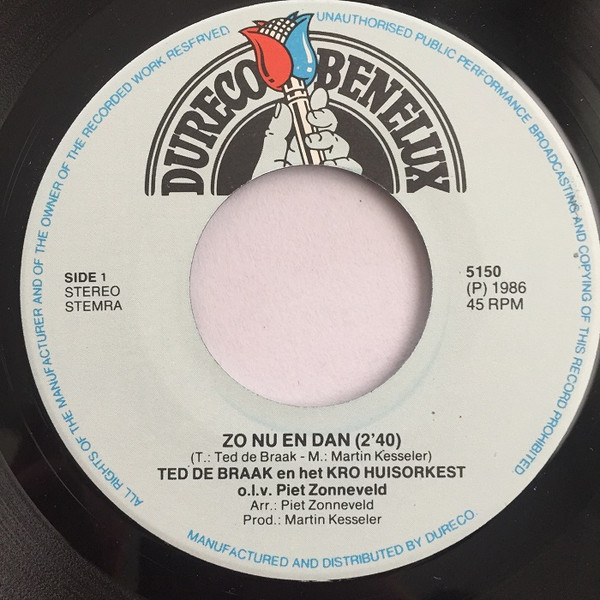 ALL RIGHTS OF THE MANUFACTURER AND OF THE OWNER OF THE RECORDED WORK RESERVED UNAUTHORISED PUBLIC PERFORMANCE BROADCASTING AND COPYING OF THIS RECORD PROHIBITED
DURECO BENELUX
SIDE 1
STEREO
STEMRA
5150
(P) 1986
45 RPM
ZO NU EN DAN (2'40)
(T.: Ted de Braak - M.: Martin Kesseler)
TED DE BRAAK en het KRO HUISORKEST
o.l.v. Piet Zonneveld
Arr.: Piet Zonneveld
Prod.: Martin Kesseler
MANUFACTURED AND DISTRIBUTED BY DURECO.